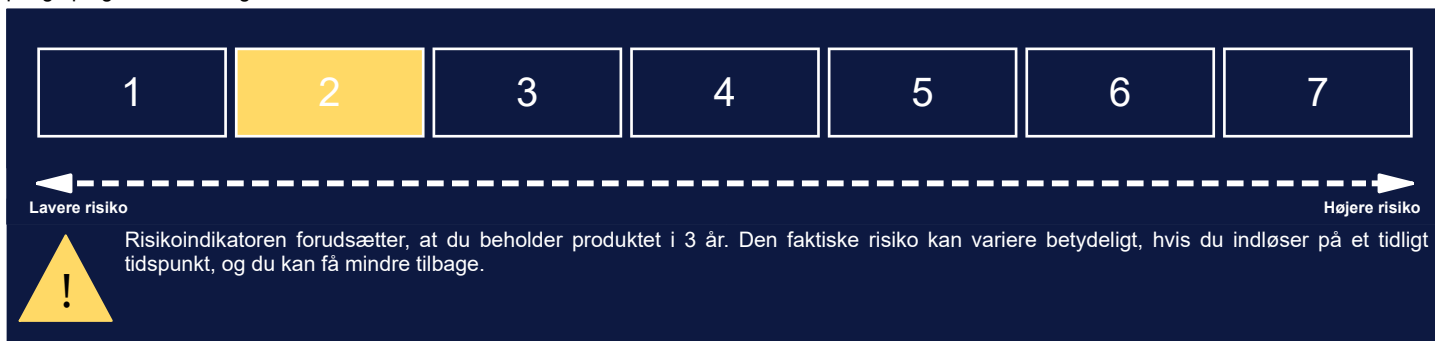 1 2 3 4 5 6 7
Lavere risiko Højere risiko
Risikoindikatoren forudsætter, at du beholder produktet i 3 år. Den faktiske risiko kan variere betydeligt, hvis du indløser på et tidligt
tidspunkt, og du kan få mindre tilbage.
!